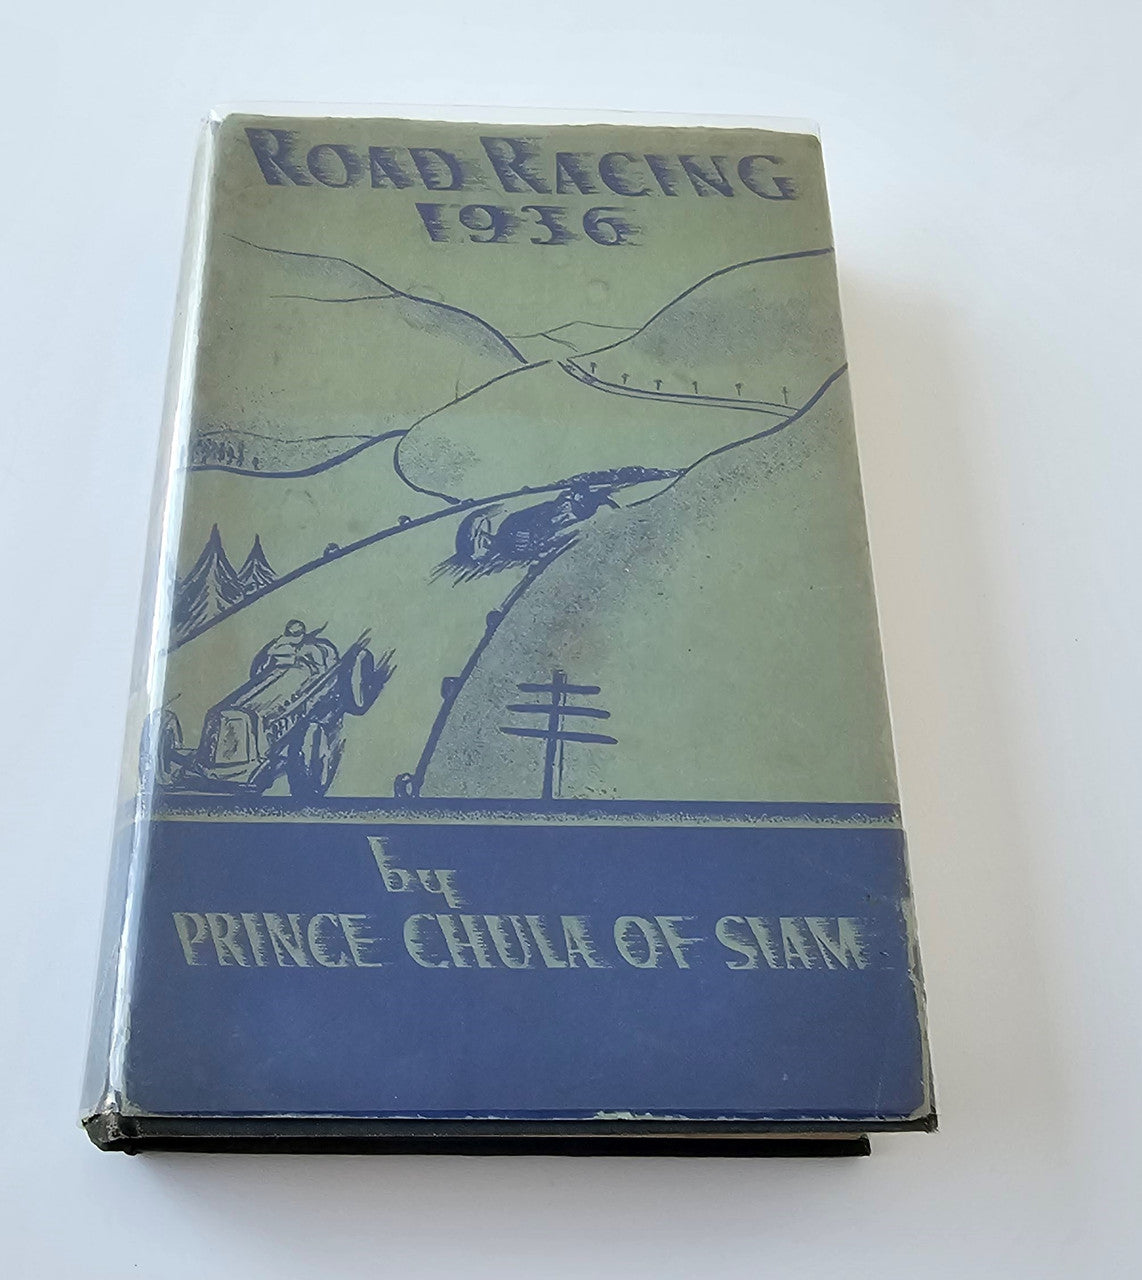 ROAD RACING
1936
by
PRINCE CHULA OF SIAM